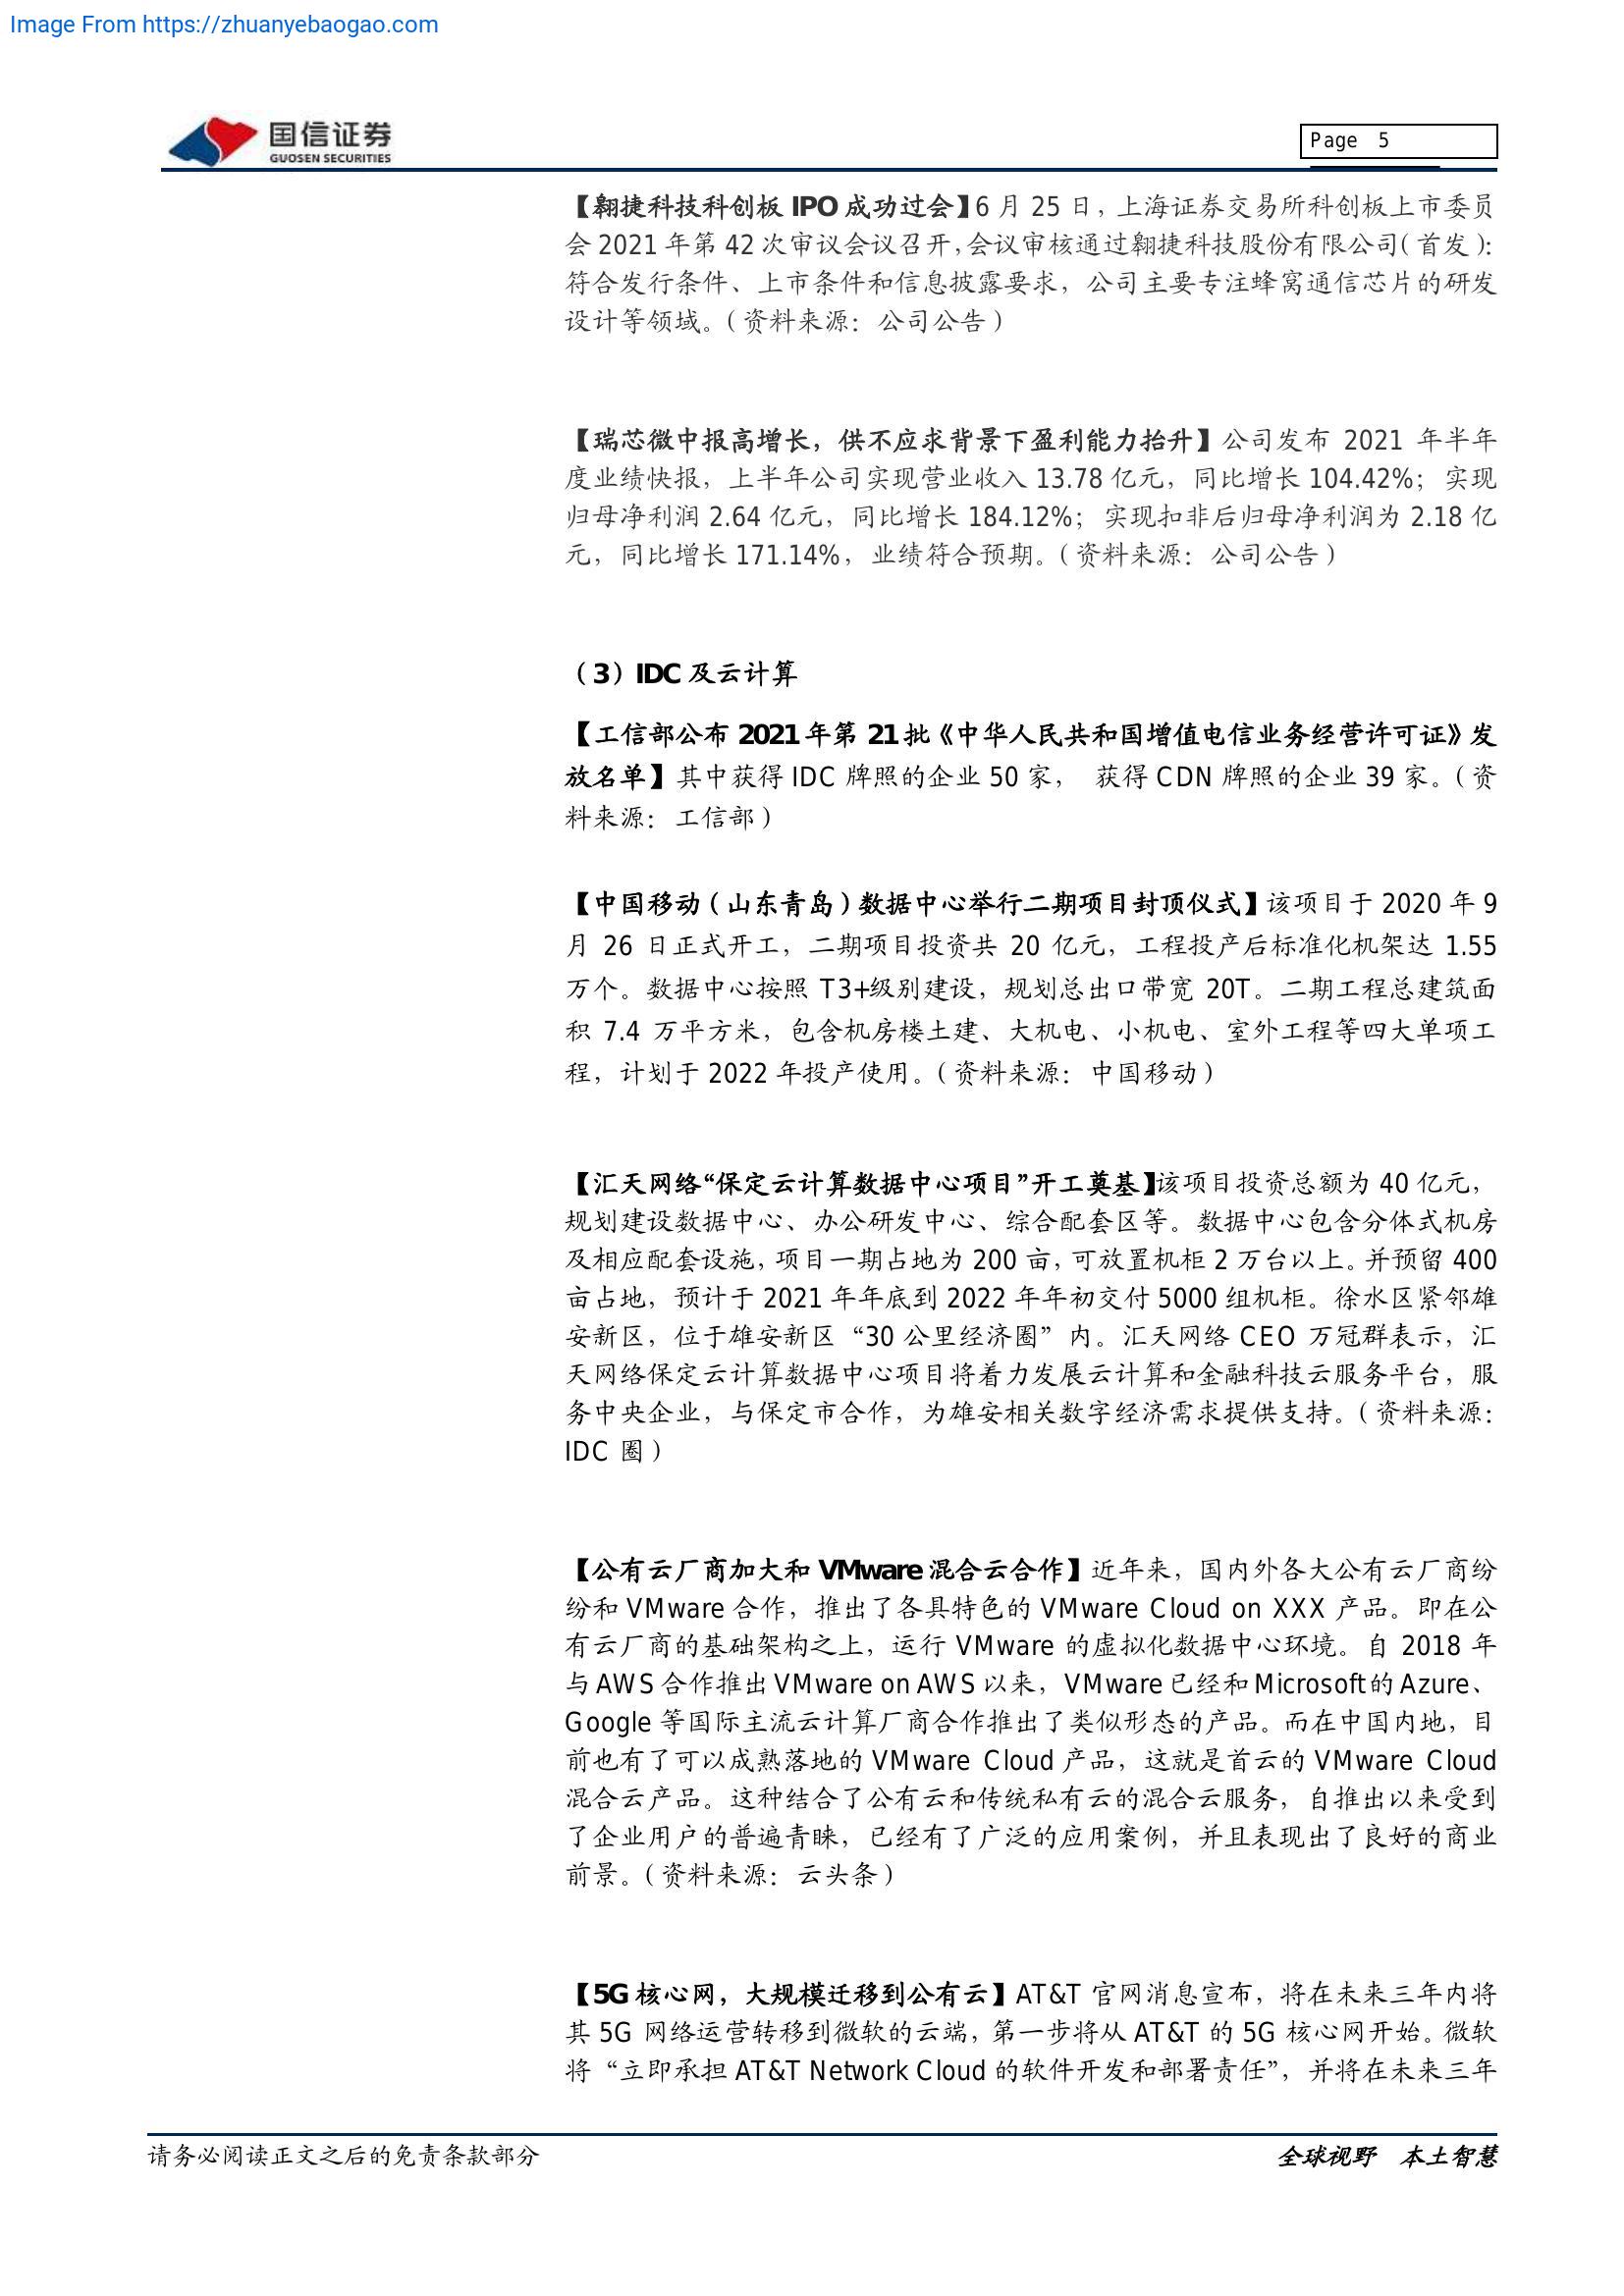 Image From https://zhuanyebaogao.com
国信证券
GUOSEN SECURITIES
Page 5
【翱捷科技科创板 IPO 成功过会】6 月 25 日，上海证券交易所科创板上市委员
会 2021 年第 42 次审议会议召开，会议审核通过翱捷科技股份有限公司（首发）：
符合发行条件、上市条件和信息披露要求，公司主要专注蜂窝通信芯片的研发
设计等领域。（资料来源：公司公告）
【瑞芯微中报高增长，供不应求背景下盈利能力抬升】公司发布 2021 年半年
度业绩快报，上半年公司实现营业收入 13.78 亿元，同比增长 104.42%；实现
归母净利润 2.64 亿元，同比增长 184.12%；实现扣非后归母净利润为 2.18 亿
元，同比增长 171.14%，业绩符合预期。（资料来源：公司公告）
（3）IDC 及云计算
【工信部公布 2021 年第 21 批《中华人民共和国增值电信业务经营许可证》发
放名单】其中获得 IDC 牌照的企业 50 家， 获得 CDN 牌照的企业 39 家。（资
料来源：工信部）
【中国移动（山东青岛）数据中心举行二期项目封顶仪式】该项目于 2020 年 9
月 26 日正式开工，二期项目投资共 20 亿元，工程投产后标准化机架达 1.55
万个。数据中心按照 T3+级别建设，规划总出口带宽 20T。二期工程总建筑面
积 7.4 万平方米，包含机房楼土建、大机电、小机电、室外工程等四大单项工
程，计划于 2022 年投产使用。（资料来源：中国移动）
【汇天网络“保定云计算数据中心项目”开工奠基】该项目投资总额为 40 亿元，
规划建设数据中心、办公研发中心、综合配套区等。数据中心包含分体式机房
及相应配套设施，项目一期占地为 200 亩，可放置机柜 2 万台以上。并预留 400
亩占地，预计于 2021 年年底到 2022 年年初交付 5000 组机柜。徐水区紧邻雄
安新区，位于雄安新区“30 公里经济圈”内。汇天网络 CEO 万冠群表示，汇
天网络保定云计算数据中心项目将着力发展云计算和金融科技云服务平台，服
务中央企业，与保定市合作，为雄安相关数字经济需求提供支持。（资料来源：
IDC 圈）
【公有云厂商加大和 VMware 混合云合作】近年来，国内外各大公有云厂商纷
纷和 VMware 合作，推出了各具特色的 VMware Cloud on XXX 产品。即在公
有云厂商的基础架构之上，运行 VMware 的虚拟化数据中心环境。自 2018 年
与 AWS 合作推出 VMware on AWS 以来，VMware 已经和 Microsoft 的 Azure、
Google 等国际主流云计算厂商合作推出了类似形态的产品。而在中国内地，目
前也有了可以成熟落地的 VMware Cloud 产品，这就是首云的 VMware Cloud
混合云产品。这种结合了公有云和传统私有云的混合云服务，自推出以来受到
了企业用户的普遍青睐，已经有了广泛的应用案例，并且表现出了良好的商业
前景。（资料来源：云头条）
【5G 核心网，大规模迁移到公有云】AT&T 官网消息宣布，将在未来三年内将
其 5G 网络运营转移到微软的云端，第一步将从 AT&T 的 5G 核心网开始。微软
将“立即承担 AT&T Network Cloud 的软件开发和部署责任”，并将在未来三年
请务必阅读正文之后的免责条款部分
全球视野 本土智慧